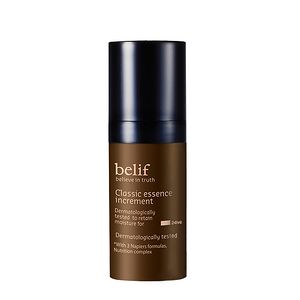 belif
believe in truth
Classic essence
increment
Dermatologically
tested to retain
moisture for
Dermatologically tested
*With 3 Napiers formulas,
Nutrition complex